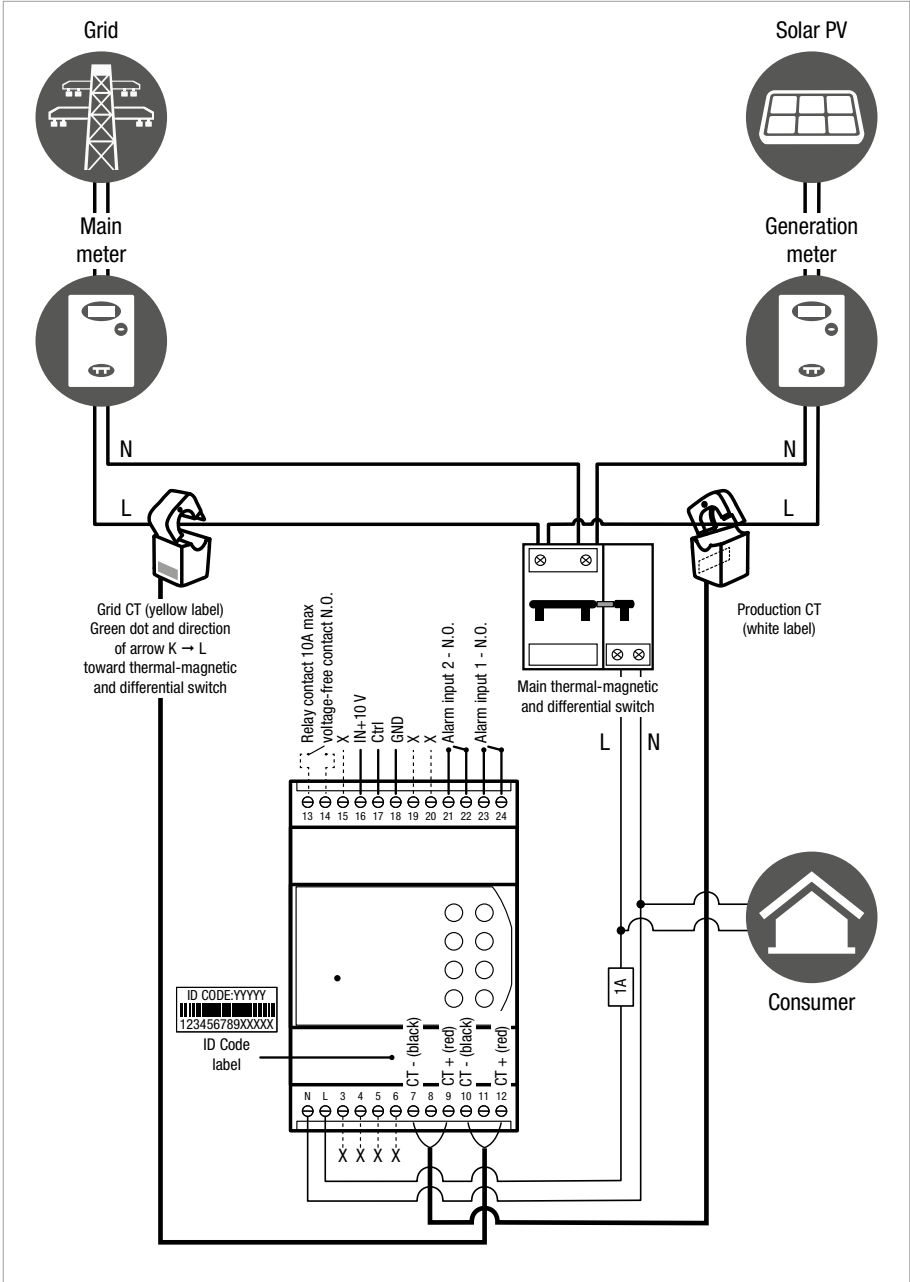 Grid
Solar PV
Main
meter
Generation
meter
N
N
L
L
Grid CT (yellow label)
Green dot and direction
of arrow K → L
toward thermal-magnetic
and differential switch
Production CT
(white label)
Main thermal-magnetic
and differential switch
L
N
Relay contact 10A max
voltage-free contact N.O.
X
IN+10 V
Ctrl
GND
X
X
Alarm input 2 - N.O.
Alarm input 1 - N.O.
13 14 15 16 17 18 19 20 21 22 23 24
1A
Consumer
ID CODE:YYYYY
123456789XXXXX
ID Code
label
CT - (black)
CT + (red)
CT - (black)
CT + (red)
N L 3 4 5 6 7 8 9 10 11 12
X X X X